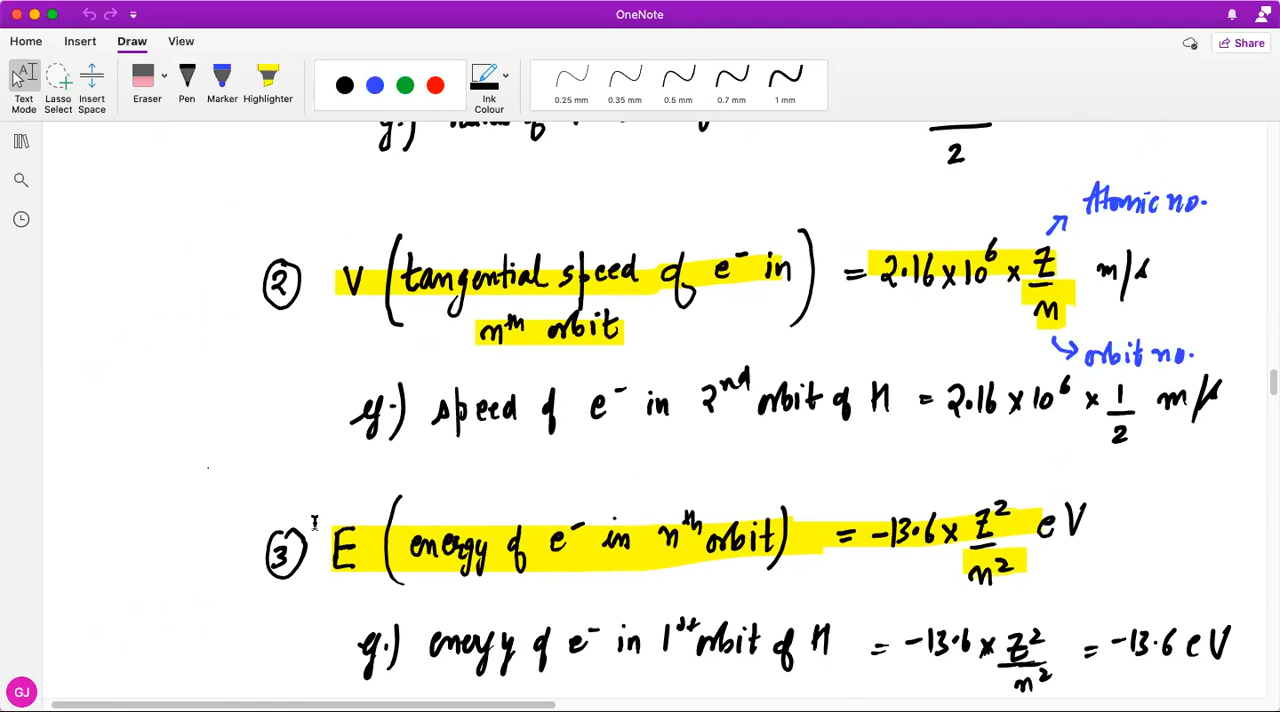 OneNote
Home Insert Draw View
Share
Text Mode
Lasso Select
Insert Space
Eraser
Pen
Marker
Highlighter
Ink Colour
0.25 mm 0.35 mm 0.5 mm 0.7 mm 1 mm
2
Atomic no.
② V (tangential speed of e⁻ in nth orbit) = 2.16 × 10⁶ × Z/n m/s
orbit no.
eg.) speed of e⁻ in 2nd orbit of H = 2.16 × 10⁶ × 1/2 m/s
③ E (energy of e⁻ in nth orbit) = -13.6 × Z²/n² eV
eg.) energy of e⁻ in 1st orbit of H = -13.6 × Z²/n² = -13.6 eV
GJ